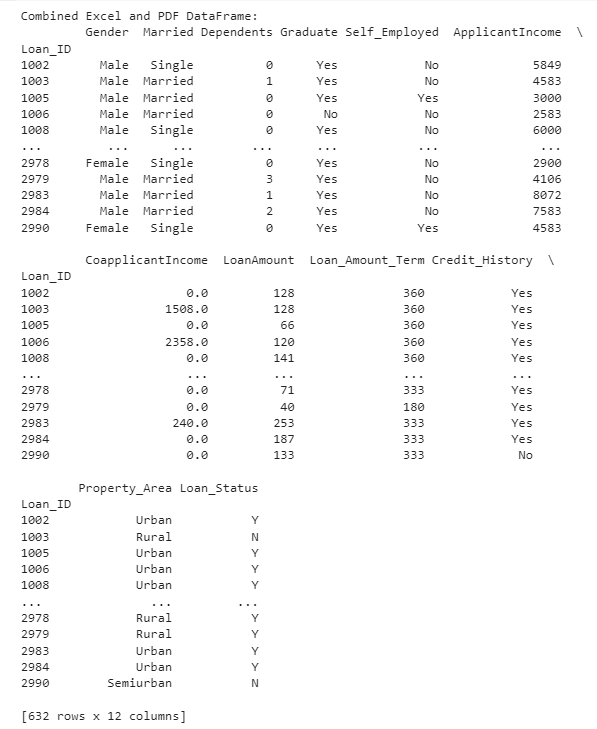 Combined Excel and PDF DataFrame:
Gender Married Dependents Graduate Self_Employed ApplicantIncome \
Loan_ID
1002 Male Single 0 Yes No 5849
1003 Male Married 1 Yes No 4583
1005 Male Married 0 Yes Yes 3000
1006 Male Married 0 No No 2583
1008 Male Single 0 Yes No 6000
... ... ... ... ... ... ...
2978 Female Single 0 Yes No 2900
2979 Male Married 3 Yes No 4106
2983 Male Married 1 Yes No 8072
2984 Male Married 2 Yes No 7583
2990 Female Single 0 Yes Yes 4583
CoapplicantIncome LoanAmount Loan_Amount_Term Credit_History \
Loan_ID
1002 0.0 128 360 Yes
1003 1508.0 128 360 Yes
1005 0.0 66 360 Yes
1006 2358.0 120 360 Yes
1008 0.0 141 360 Yes
... ... ... ... ...
2978 0.0 71 333 Yes
2979 0.0 40 180 Yes
2983 240.0 253 333 Yes
2984 0.0 187 333 Yes
2990 0.0 133 333 No
Property_Area Loan_Status
Loan_ID
1002 Urban Y
1003 Rural N
1005 Urban Y
1006 Urban Y
1008 Urban Y
... ... ...
2978 Rural Y
2979 Rural Y
2983 Urban Y
2984 Urban Y
2990 Semiurban N
[632 rows x 12 columns]